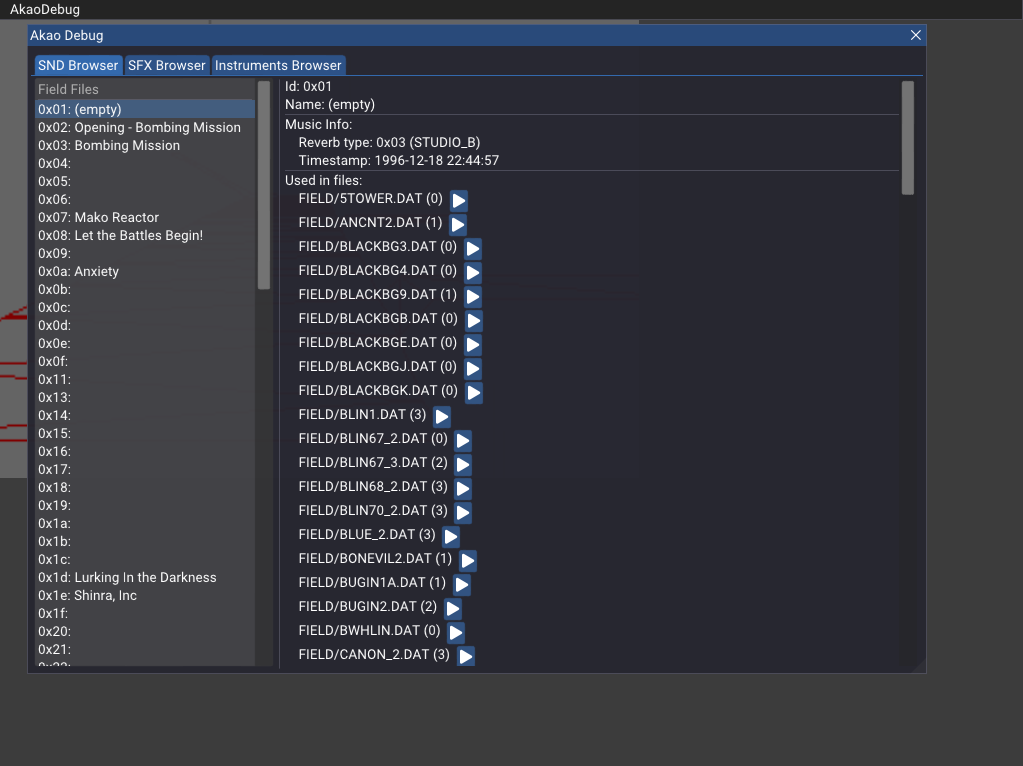 AkaoDebug
Akao Debug
SND Browser SFX Browser Instruments Browser
Field Files
0x01: (empty)
0x02: Opening - Bombing Mission
0x03: Bombing Mission
0x04:
0x05:
0x06:
0x07: Mako Reactor
0x08: Let the Battles Begin!
0x09:
0x0a: Anxiety
0x0b:
0x0c:
0x0d:
0x0e:
0x0f:
0x11:
0x13:
0x14:
0x15:
0x16:
0x17:
0x18:
0x19:
0x1a:
0x1b:
0x1c:
0x1d: Lurking In the Darkness
0x1e: Shinra, Inc
0x1f:
0x20:
0x21:
Id: 0x01
Name: (empty)
Music Info:
Reverb type: 0x03 (STUDIO_B)
Timestamp: 1996-12-18 22:44:57
Used in files:
FIELD/5TOWER.DAT (0)
FIELD/ANCNT2.DAT (1)
FIELD/BLACKBG3.DAT (0)
FIELD/BLACKBG4.DAT (0)
FIELD/BLACKBG9.DAT (1)
FIELD/BLACKBGB.DAT (0)
FIELD/BLACKBGE.DAT (0)
FIELD/BLACKBGJ.DAT (0)
FIELD/BLACKBGK.DAT (0)
FIELD/BLIN1.DAT (3)
FIELD/BLIN67_2.DAT (0)
FIELD/BLIN67_3.DAT (2)
FIELD/BLIN68_2.DAT (3)
FIELD/BLIN70_2.DAT (3)
FIELD/BLUE_2.DAT (3)
FIELD/BONEVIL2.DAT (1)
FIELD/BUGIN1A.DAT (1)
FIELD/BUGIN2.DAT (2)
FIELD/BWHLIN.DAT (0)
FIELD/CANON_2.DAT (3)